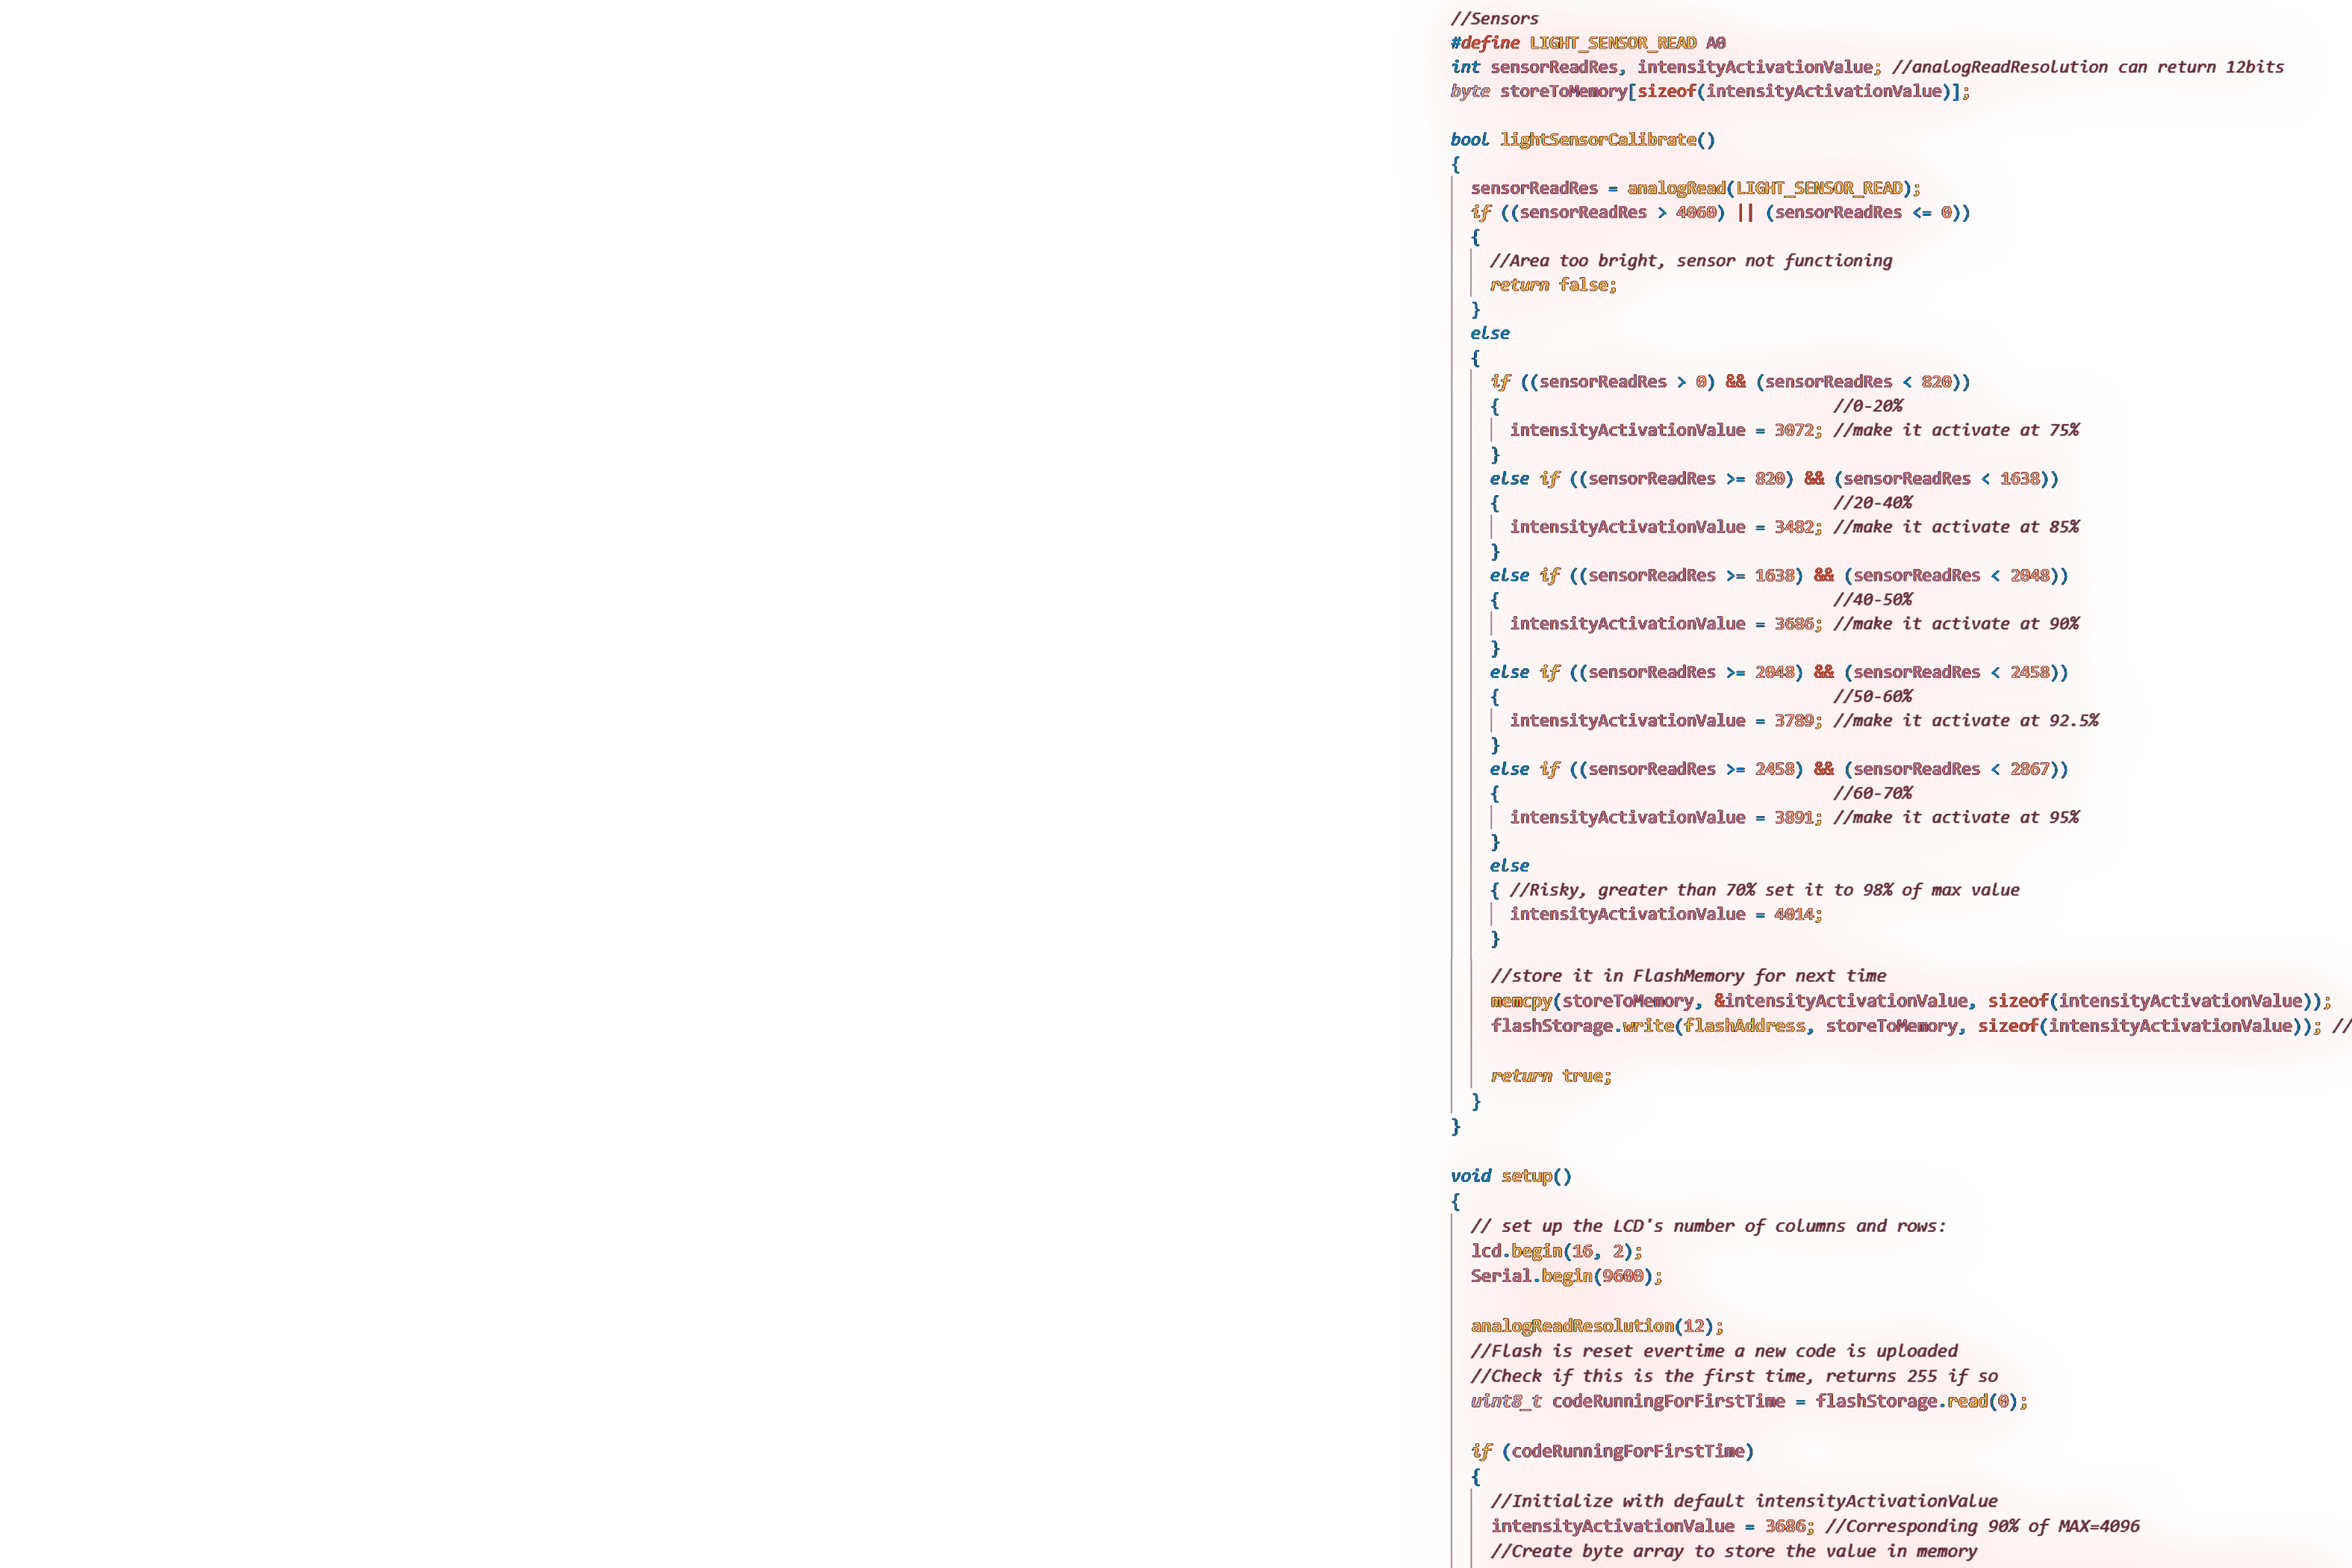 //Sensors
#define LIGHT_SENSOR_READ A0
int sensorReadRes, intensityActivationValue; //analogReadResolution can return 12bits
byte storeToMemory[sizeof(intensityActivationValue)];
bool lightSensorCalibrate()
{
sensorReadRes = analogRead(LIGHT_SENSOR_READ);
if ((sensorReadRes > 4060) || (sensorReadRes <= 0))
{
//Area too bright, sensor not functioning
return false;
}
else
{
if ((sensorReadRes > 0) && (sensorReadRes < 820))
{ //0-20%
intensityActivationValue = 3072; //make it activate at 75%
}
else if ((sensorReadRes >= 820) && (sensorReadRes < 1638))
{ //20-40%
intensityActivationValue = 3482; //make it activate at 85%
}
else if ((sensorReadRes >= 1638) && (sensorReadRes < 2048))
{ //40-50%
intensityActivationValue = 3686; //make it activate at 90%
}
else if ((sensorReadRes >= 2048) && (sensorReadRes < 2458))
{ //50-60%
intensityActivationValue = 3789; //make it activate at 92.5%
}
else if ((sensorReadRes >= 2458) && (sensorReadRes < 2867))
{ //60-70%
intensityActivationValue = 3891; //make it activate at 95%
}
else
{ //Risky, greater than 70% set it to 98% of max value
intensityActivationValue = 4014;
}
//store it in FlashMemory for next time
memcpy(storeToMemory, &intensityActivationValue, sizeof(intensityActivationValue));
flashStorage.write(flashAddress, storeToMemory, sizeof(intensityActivationValue)); //
return true;
}
}
void setup()
{
// set up the LCD's number of columns and rows:
lcd.begin(16, 2);
Serial.begin(9600);
analogReadResolution(12);
//Flash is reset evertime a new code is uploaded
//Check if this is the first time, returns 255 if so
uint8_t codeRunningForFirstTime = flashStorage.read(0);
if (codeRunningForFirstTime)
{
//Initialize with default intensityActivationValue
intensityActivationValue = 3686; //Corresponding 90% of MAX=4096
//Create byte array to store the value in memory